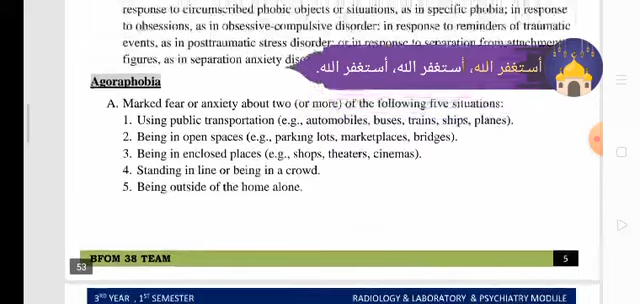 response to circumscribed phobic objects or situations, as in specific phobia; in response
to obsessions, as in obsessive-compulsive disorder: in response to reminders of traumatic
events, as in posttraumatic stress disorder: or in response to separation from attachment
figures, as in separation anxiety
أستغفر الله، أستغفر الله، أستغفر الله.
Agoraphobia
A. Marked fear or anxiety about two (or more) of the following five situations:
1. Using public transportation (e.g., automobiles, buses, trains, ships, planes).
2. Being in open spaces (e.g., parking lots, marketplaces, bridges).
3. Being in enclosed places (e.g., shops, theaters, cinemas).
4. Standing in line or being in a crowd.
5. Being outside of the home alone.
BFOM 38 TEAM 5
53
3RD YEAR , 1ST SEMESTER RADIOLOGY & LABORATORY & PSYCHIATRY MODULE